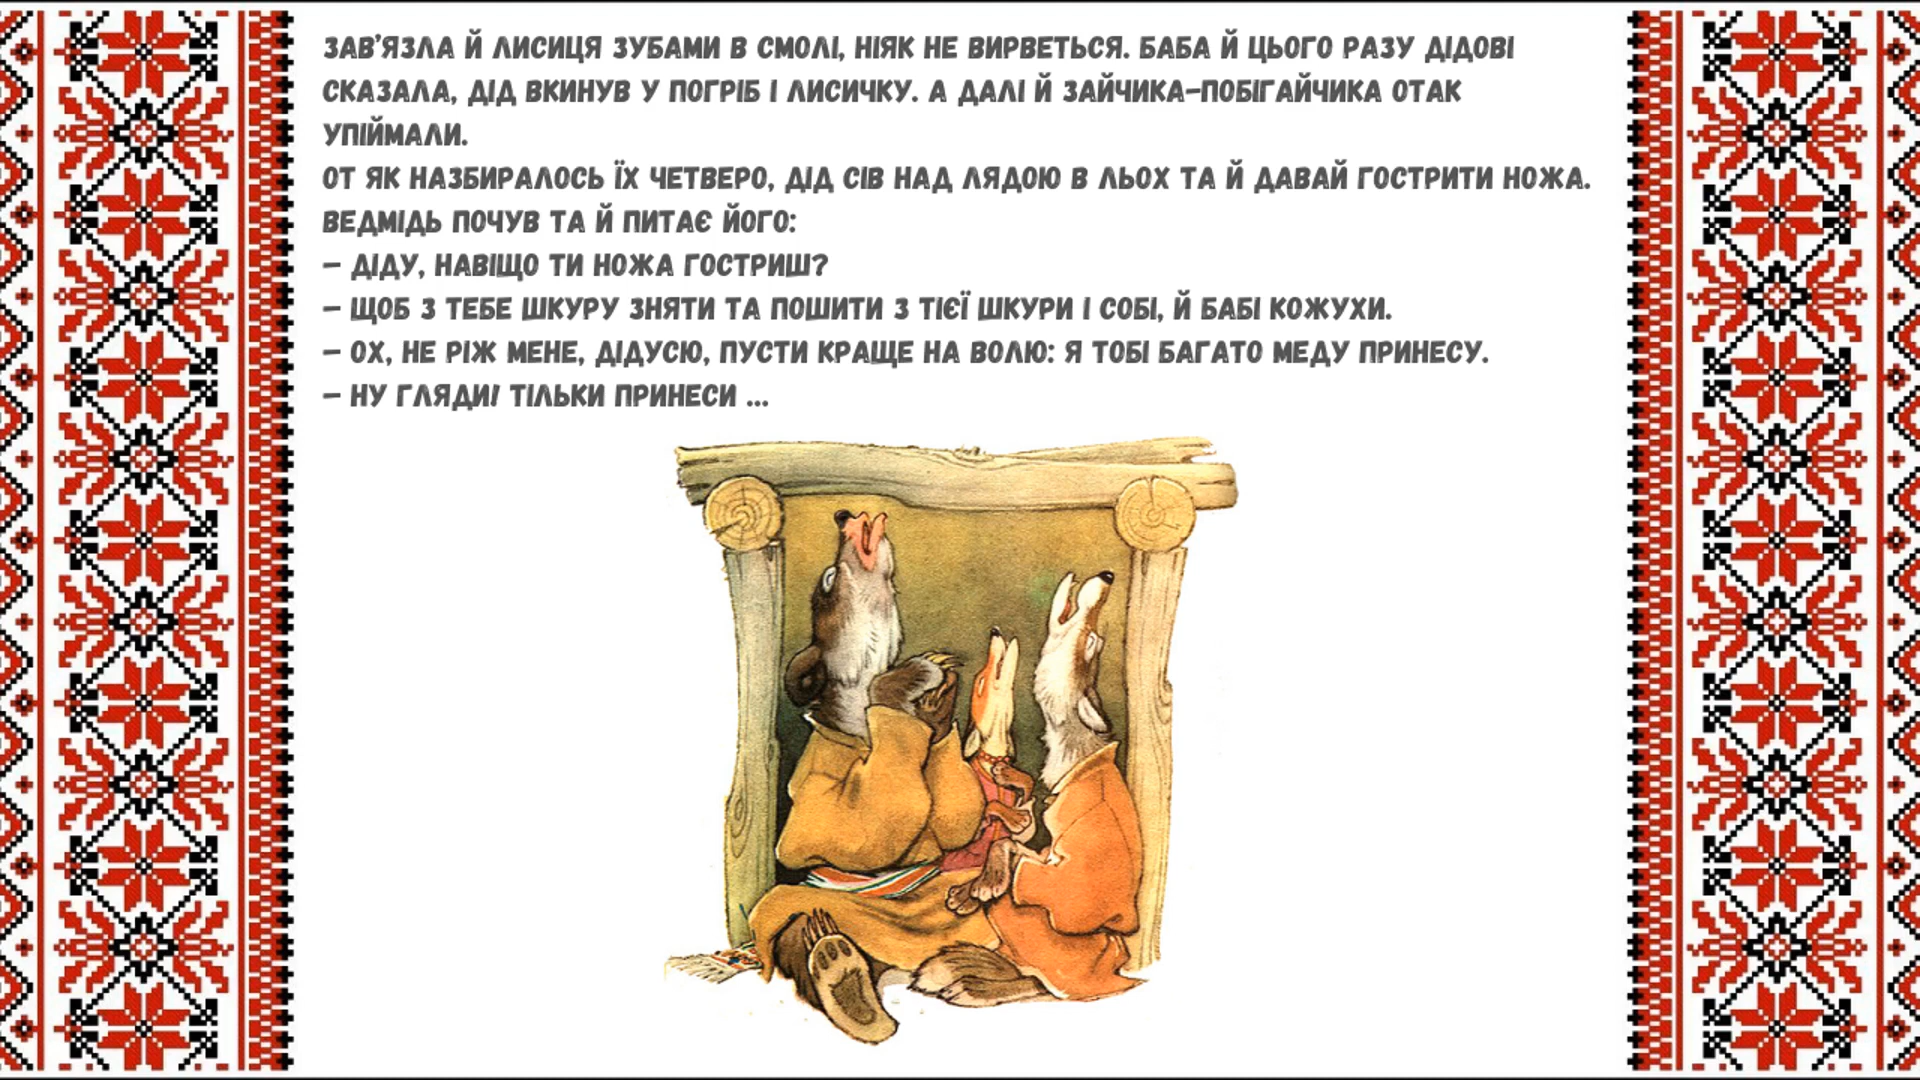 ЗАВ’ЯЗЛА Й ЛИСИЦЯ ЗУБАМИ В СМОЛІ, НІЯК НЕ ВИРВЕТЬСЯ. БАБА Й ЦЬОГО РАЗУ ДІДОВІ
СКАЗАЛА, ДІД ВКИНУВ У ПОГРІБ І ЛИСИЧКУ. А ДАЛІ Й ЗАЙЧИКА-ПОБІГАЙЧИКА ОТАК
УПІЙМАЛИ.
ОТ ЯК НАЗБИРАЛОСЬ ЇХ ЧЕТВЕРО, ДІД СІВ НАД ЛЯДОЮ В ЛЬОХ ТА Й ДАВАЙ ГОСТРИТИ НОЖА.
ВЕДМІДЬ ПОЧУВ ТА Й ПИТАЄ ЙОГО:
– ДІДУ, НАВІЩО ТИ НОЖА ГОСТРИШ?
– ЩОБ З ТЕБЕ ШКУРУ ЗНЯТИ ТА ПОШИТИ З ТІЄЇ ШКУРИ І СОБІ, Й БАБІ КОЖУХИ.
– ОХ, НЕ РІЖ МЕНЕ, ДІДУСЮ, ПУСТИ КРАЩЕ НА ВОЛЮ: Я ТОБІ БАГАТО МЕДУ ПРИНЕСУ.
– НУ ГЛЯДИ! ТІЛЬКИ ПРИНЕСИ ...